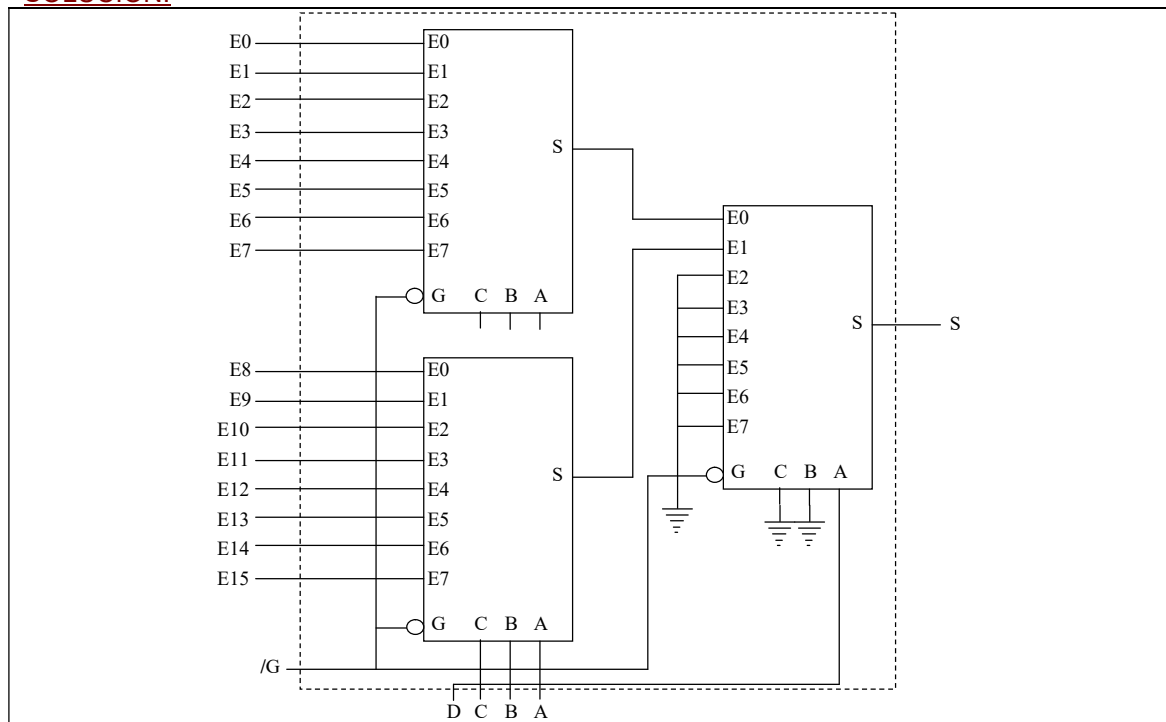 SOLUCIÓN:
E0 E0
E1 E1
E2 E2
E3 E3
S
E4 E4
E5 E5
E6 E6
E7 E7
G C B A
E0
E1
E2
E3
E4
E5
E6
E7
S S
G C B A
E8 E0
E9 E1
E10 E2
E11 E3
S
E12 E4
E13 E5
E14 E6
E15 E7
G C B A
/G
D C B A